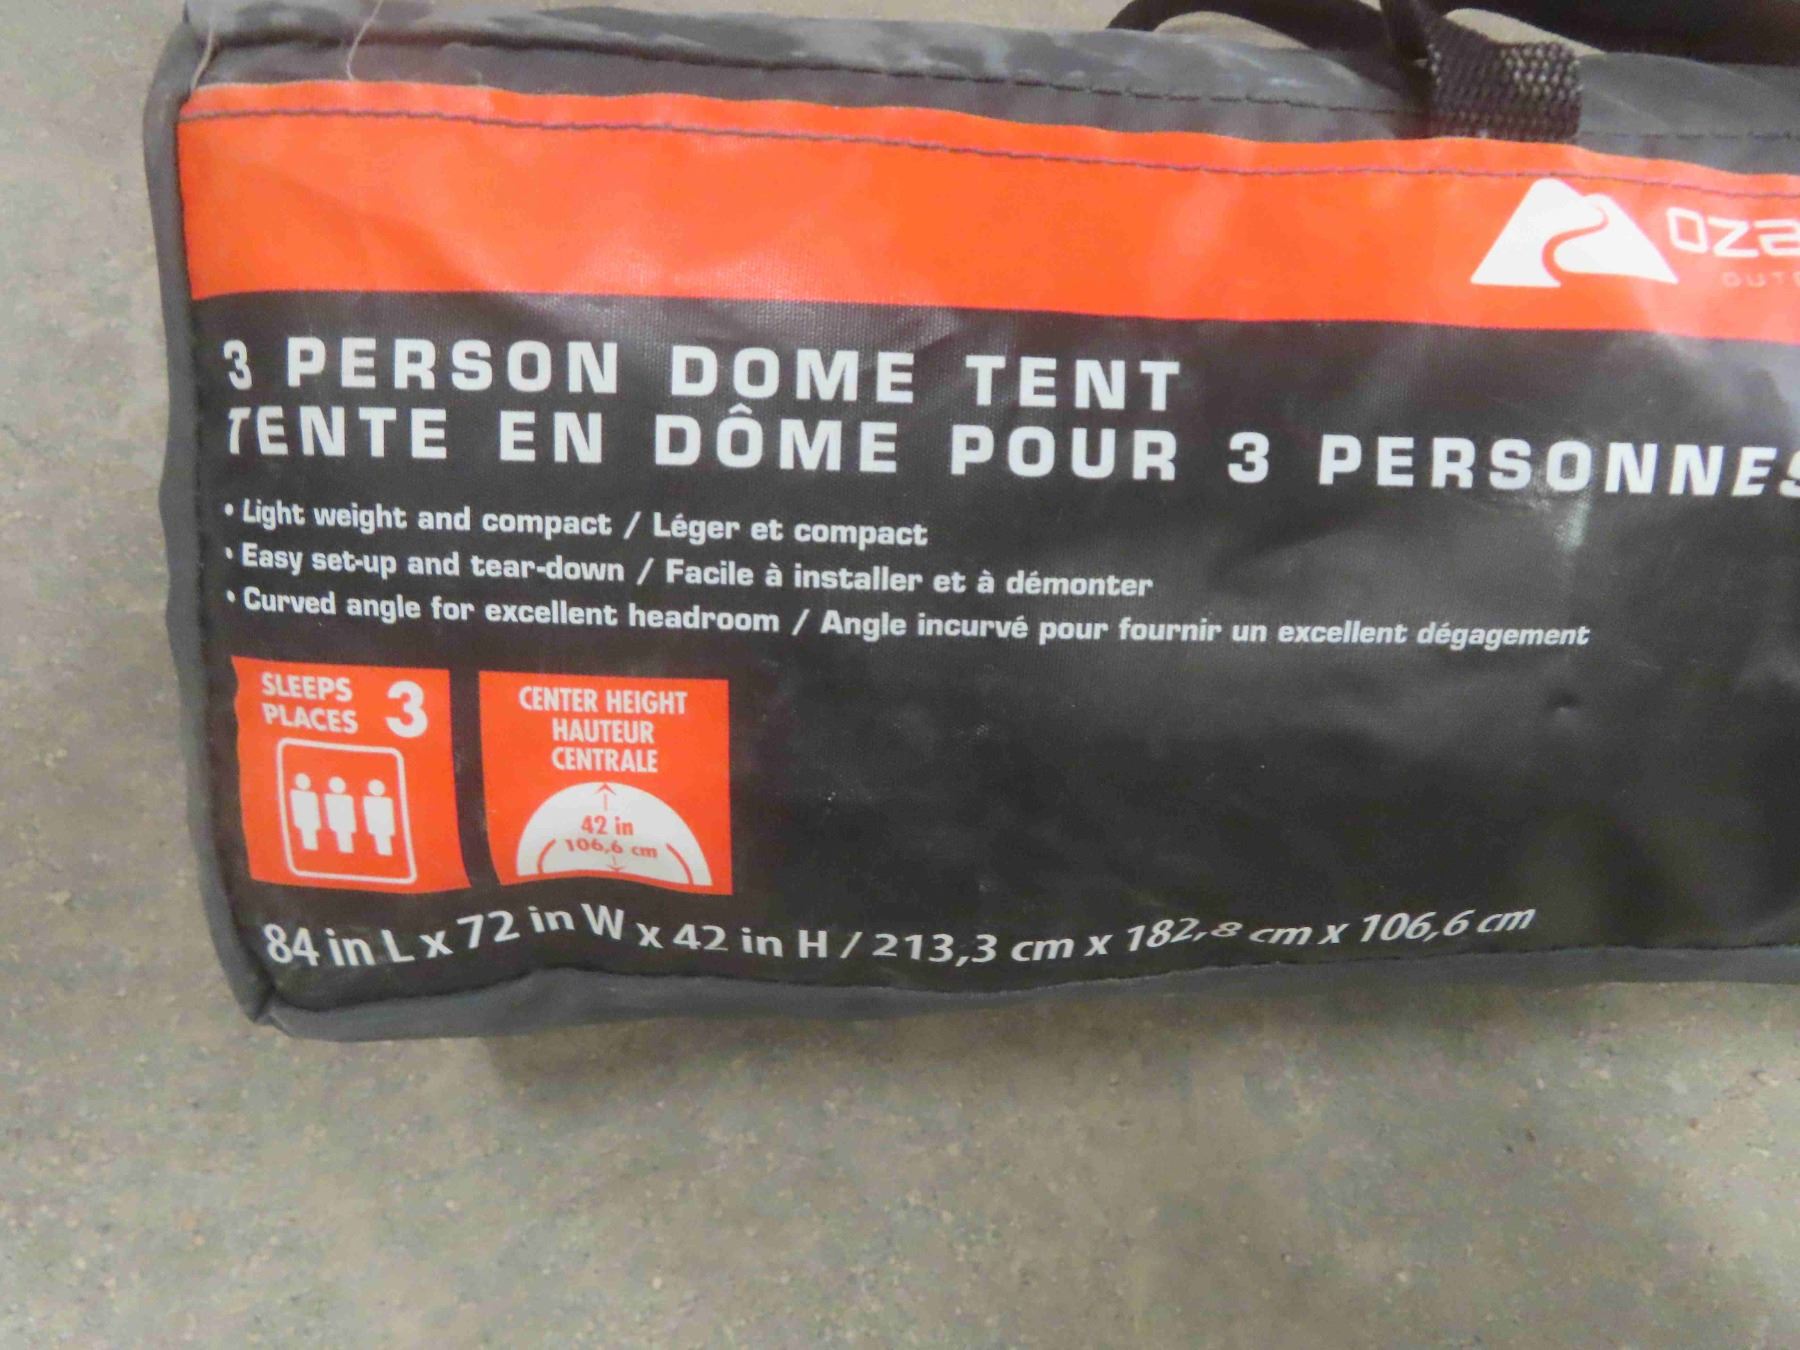 3 PERSON DOME TENT
TENTE EN DÔME POUR 3 PERSONNES
• Light weight and compact / Léger et compact
• Easy set-up and tear-down / Facile à installer et à démonter
• Curved angle for excellent headroom / Angle incurvé pour fournir un excellent dégagement
SLEEPS
PLACES 3
CENTER HEIGHT
HAUTEUR
CENTRALE
42 in
106,6 cm
84 in L x 72 in W x 42 in H / 213,3 cm x 182,8 cm x 106,6 cm